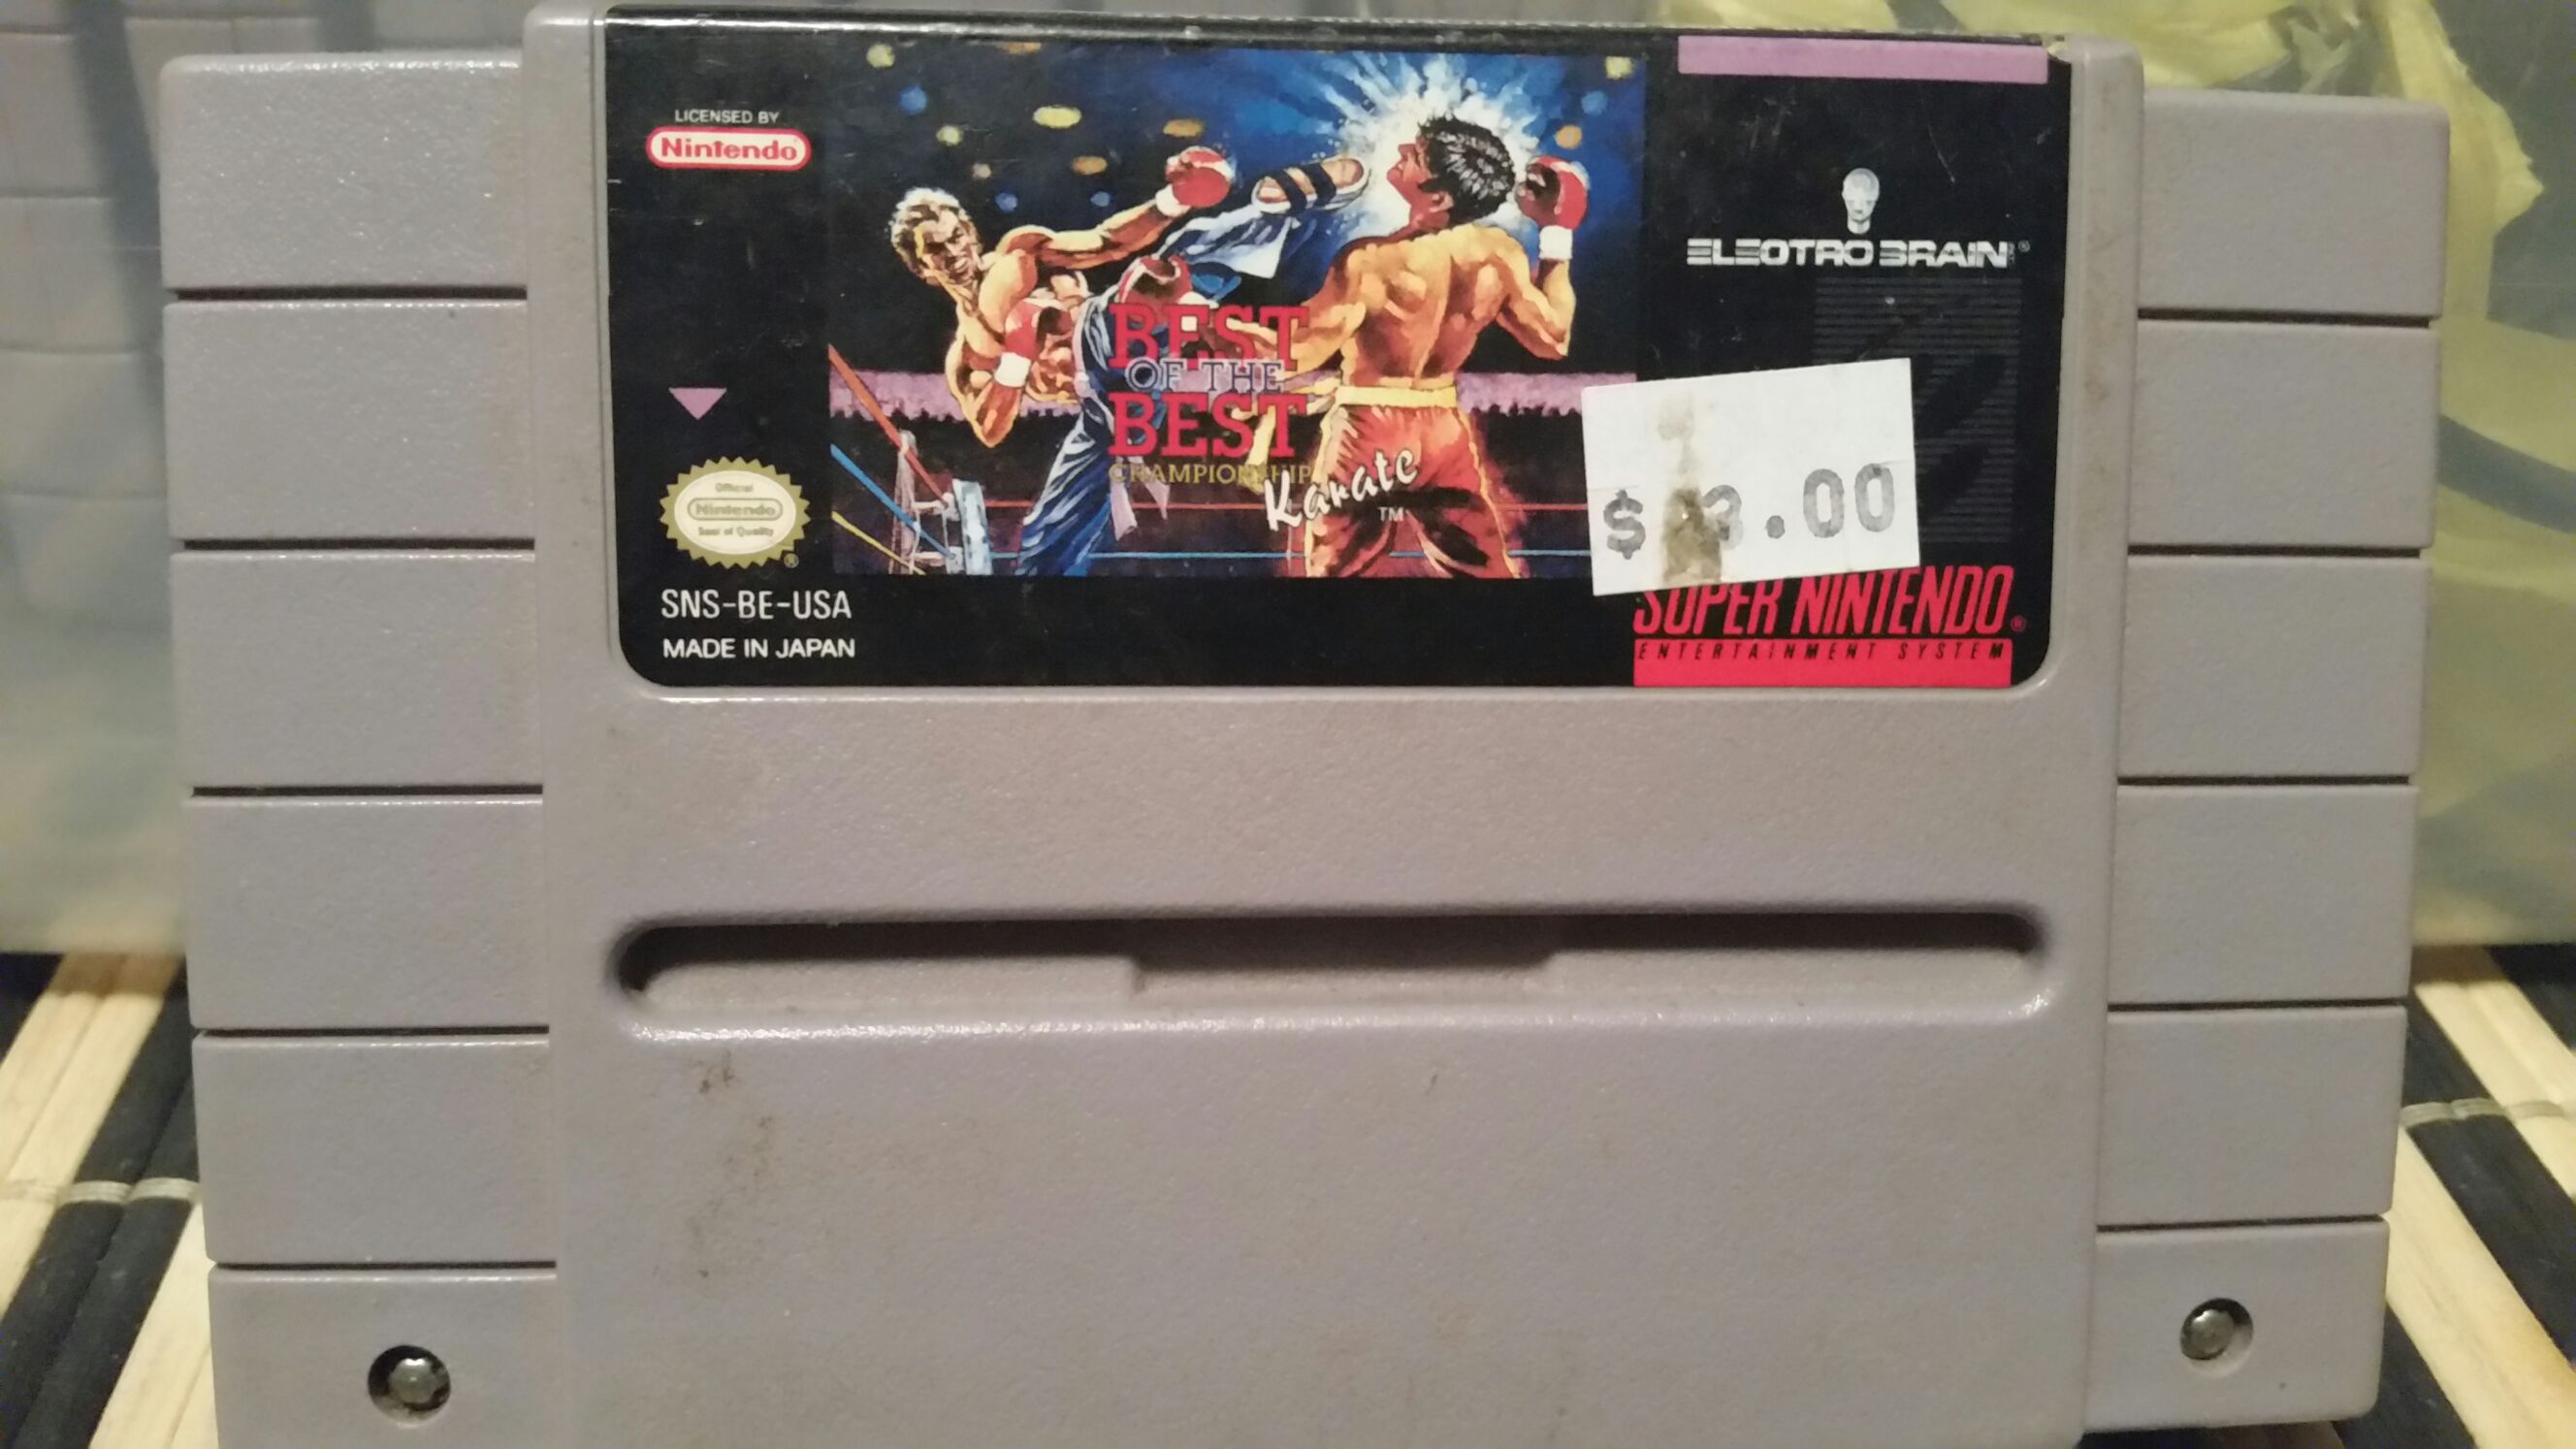 LICENSED BY
Nintendo
ELECTRO BRAIN®
BEST
OF THE
BEST
CHAMPIONSHIP
Karate
TM
Official
Nintendo
Seal of Quality
®
SNS-BE-USA
MADE IN JAPAN
SUPER NINTENDO®
ENTERTAINMENT SYSTEM